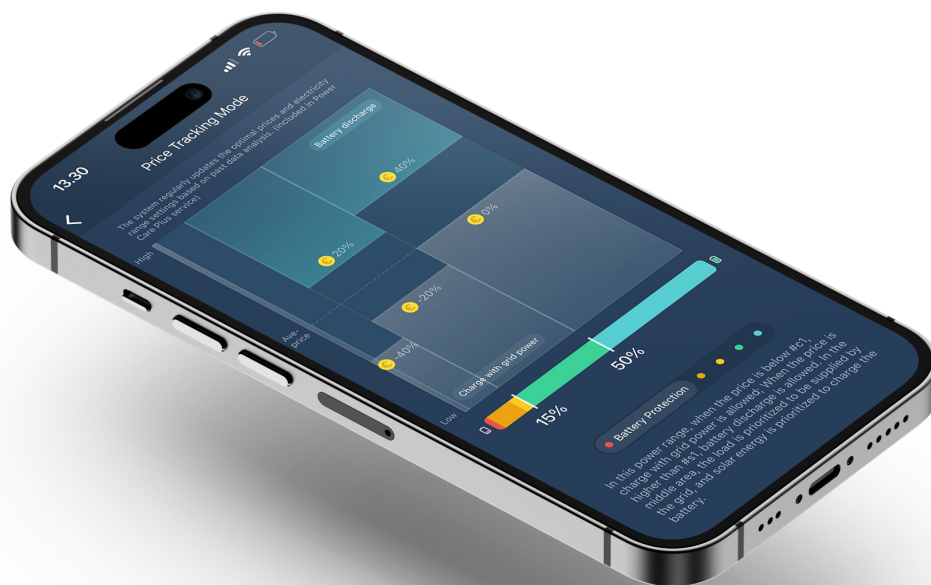 13.30
Price Tracking Mode
The system regularly updates the optimal prices and electricity
range settings based on past data analysis. (Included in Power
Care Plus service)
High
Battery discharge
€ 40%
€ 20%
€ 0%
Ave-
price
€ -20%
€ -40%
Charge with grid power
Low
15%
50%
Battery Protection
In this power range, when the price is below #c1,
charge with grid power is allowed; When the price is
higher than #s1, battery discharge is allowed. In the
middle area, the load is prioritized to be supplied by
the grid, and solar energy is prioritized to charge the
battery.